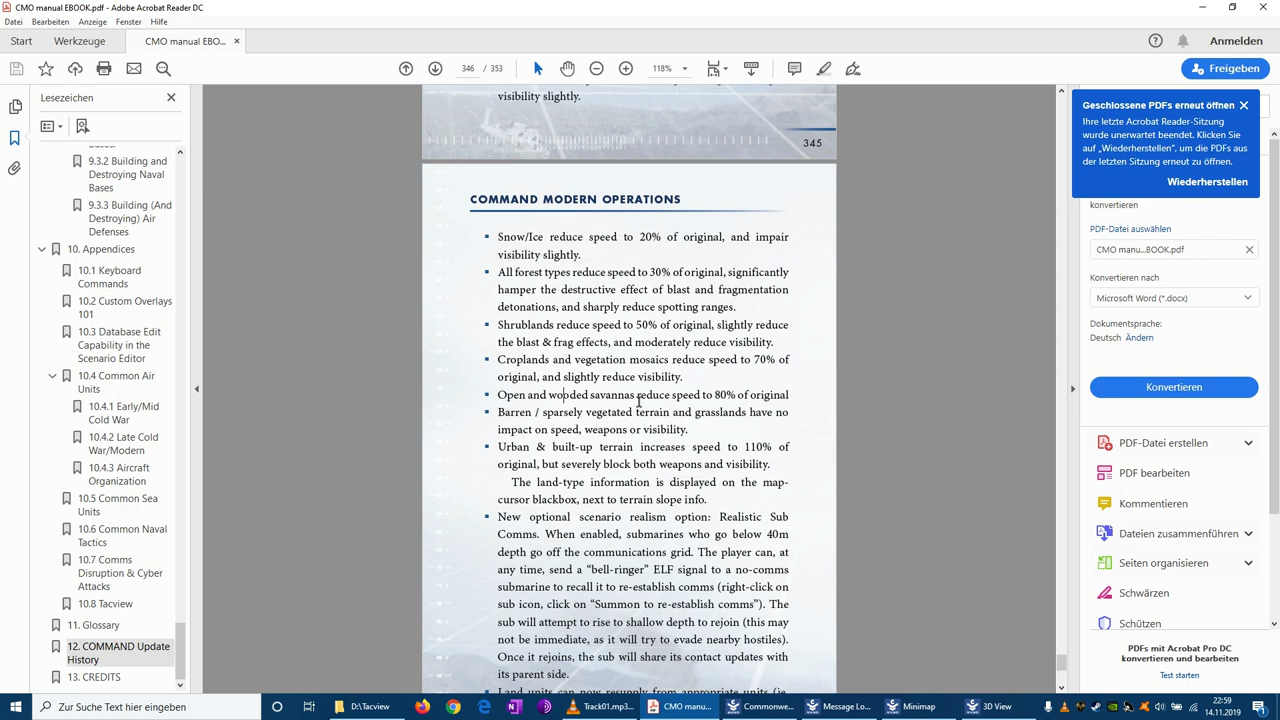 CMO manual EBOOK.pdf - Adobe Acrobat Reader DC
Datei Bearbeiten Anzeige Fenster Hilfe
Start Werkzeuge CMO manual EBO... × Anmelden
346 / 353 118% Freigeben
Lesezeichen
Bases
9.3.2 Building and
Destroying Naval
Bases
9.3.3 Building (And
Destroying) Air
Defenses
10. Appendices
10.1 Keyboard
Commands
10.2 Custom Overlays
101
10.3 Database Edit
Capability in the
Scenario Editor
10.4 Common Air
Units
10.4.1 Early/Mid
Cold War
10.4.2 Late Cold
War/Modern
10.4.3 Aircraft
Organization
10.5 Common Sea
Units
10.6 Common Naval
Tactics
10.7 Comms
Disruption & Cyber
Attacks
10.8 Tacview
11. Glossary
12. COMMAND Update
History
13. CREDITS
visibility slightly.
345
COMMAND MODERN OPERATIONS
▪ Snow/Ice reduce speed to 20% of original, and impair
visibility slightly.
▪ All forest types reduce speed to 30% of original, significantly
hamper the destructive effect of blast and fragmentation
detonations, and sharply reduce spotting ranges.
▪ Shrublands reduce speed to 50% of original, slightly reduce
the blast & frag effects, and moderately reduce visibility.
▪ Croplands and vegetation mosaics reduce speed to 70% of
original, and slightly reduce visibility.
▪ Open and wooded savannas reduce speed to 80% of original
▪ Barren / sparsely vegetated terrain and grasslands have no
impact on speed, weapons or visibility.
▪ Urban & built-up terrain increases speed to 110% of
original, but severely block both weapons and visibility.
The land-type information is displayed on the map-
cursor blackbox, next to terrain slope info.
▪ New optional scenario realism option: Realistic Sub
Comms. When enabled, submarines who go below 40m
depth go off the communications grid. The player can, at
any time, send a “bell-ringer” ELF signal to a no-comms
submarine to recall it to re-establish comms (right-click on
sub icon, click on “Summon to re-establish comms”). The
sub will attempt to rise to shallow depth to rejoin (this may
not be immediate, as it will try to evade nearby hostiles).
Once it rejoins, the sub will share its contact updates with
its parent side.
▪ Land units can now resupply from appropriate units (ie.
Geschlossene PDFs erneut öffnen
Ihre letzte Acrobat Reader-Sitzung
wurde unerwartet beendet. Klicken Sie
auf „Wiederherstellen“, um die PDFs aus
der letzten Sitzung erneut zu öffnen.
Wiederherstellen
konvertieren
PDF-Datei auswählen
CMO manu...BOOK.pdf
Konvertieren nach
Microsoft Word (*.docx)
Dokumentsprache:
Deutsch Ändern
Konvertieren
PDF-Datei erstellen
PDF bearbeiten
Kommentieren
Dateien zusammenführen
Seiten organisieren
Schwärzen
Schützen
PDFs mit Acrobat Pro DC
konvertieren und bearbeiten
Test starten
Zur Suche Text hier eingeben
D:\Tacview
Track01.mp3...
CMO manu...
Commonwe...
Message Lo...
Minimap
3D View
22:59
14.11.2019